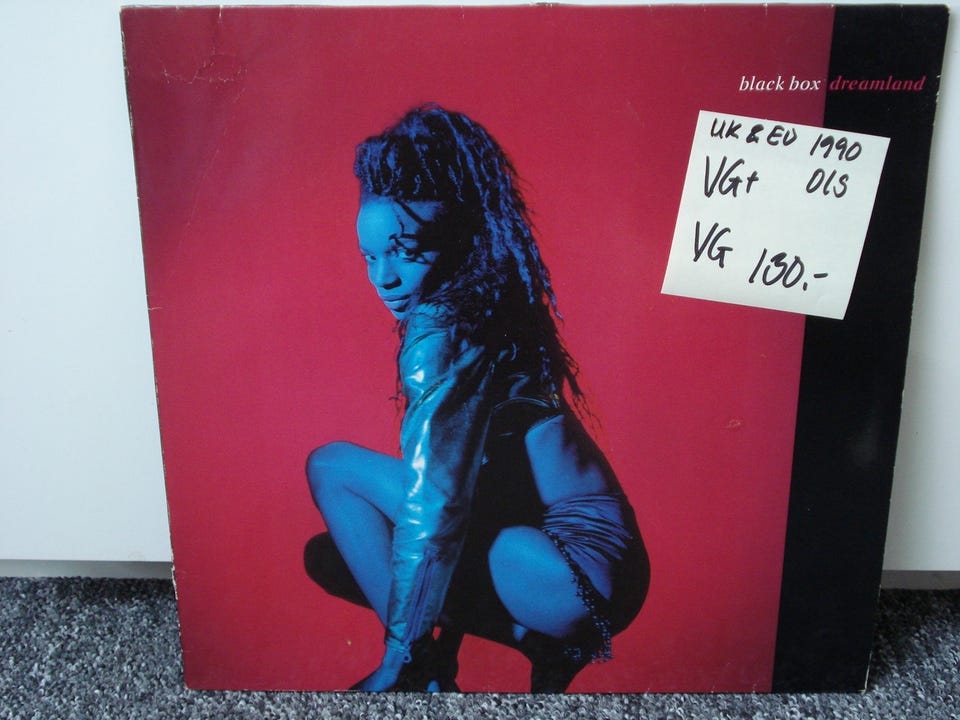 black box dreamland
UK & EU 1990
VG+ OIS
VG 130.-